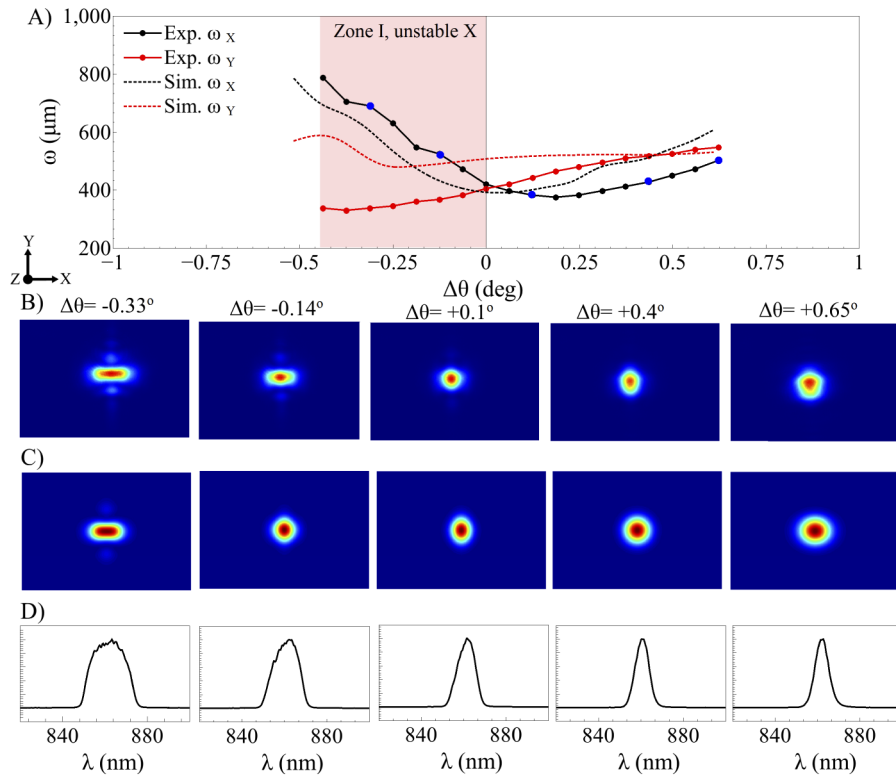 A)
1,000
800
600
400
200
ω (μm)
Exp. ω X
Exp. ω Y
Sim. ω X
Sim. ω Y
Zone I, unstable X
-1 -0.75 -0.5 -0.25 0 0.25 0.5 0.75 1
Δθ (deg)
Y
Z X
B)
Δθ= -0.33° Δθ= -0.14° Δθ= +0.1° Δθ= +0.4° Δθ= +0.65°
C)
D)
840 880 840 880 840 880 840 880 840 880
λ (nm) λ (nm) λ (nm) λ (nm) λ (nm)